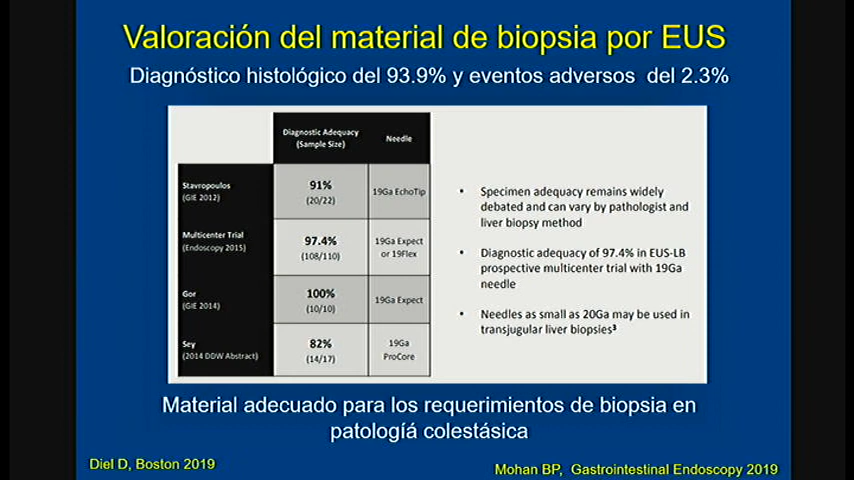 Valoración del material de biopsia por EUS
Diagnóstico histológico del 93.9% y eventos adversos del 2.3%
Diagnostic Adequacy
(Sample Size)
Needle
Stavropoulos
(GIE 2012)
91%
(20/22)
19Ga EchoTip
Multicenter Trial
(Endoscopy 2015)
97.4%
(108/110)
19Ga Expect
or 19Flex
Gor
(GIE 2014)
100%
(10/10)
19Ga Expect
Sey
(2014 DDW Abstract)
82%
(14/17)
19Ga
ProCore
• Specimen adequacy remains widely
debated and can vary by pathologist and
liver biopsy method
• Diagnostic adequacy of 97.4% in EUS-LB
prospective multicenter trial with 19Ga
needle
• Needles as small as 20Ga may be used in
transjugular liver biopsies³
Material adecuado para los requerimientos de biopsia en
patologíá colestásica
Diel D, Boston 2019
Mohan BP, Gastrointestinal Endoscopy 2019